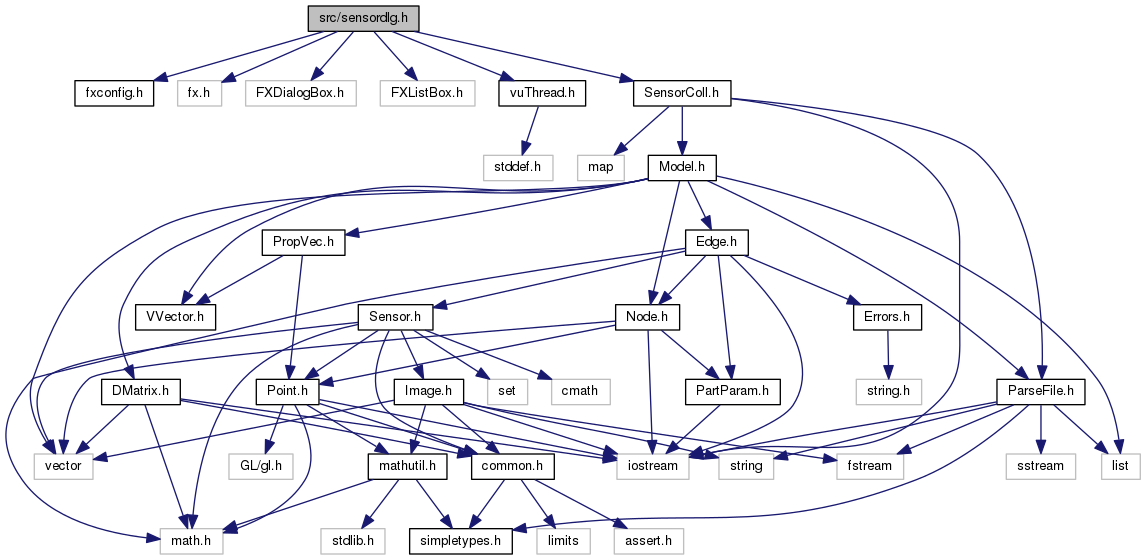 src/sensordlg.h
fxconfig.h
fx.h
FXDialogBox.h
FXListBox.h
vuThread.h
SensorColl.h
stddef.h
map
Model.h
PropVec.h
Edge.h
VVector.h
Sensor.h
Node.h
Errors.h
DMatrix.h
Point.h
Image.h
set
cmath
PartParam.h
string.h
ParseFile.h
vector
GL/gl.h
mathutil.h
common.h
iostream
string
fstream
sstream
list
math.h
stdlib.h
simpletypes.h
limits
assert.h